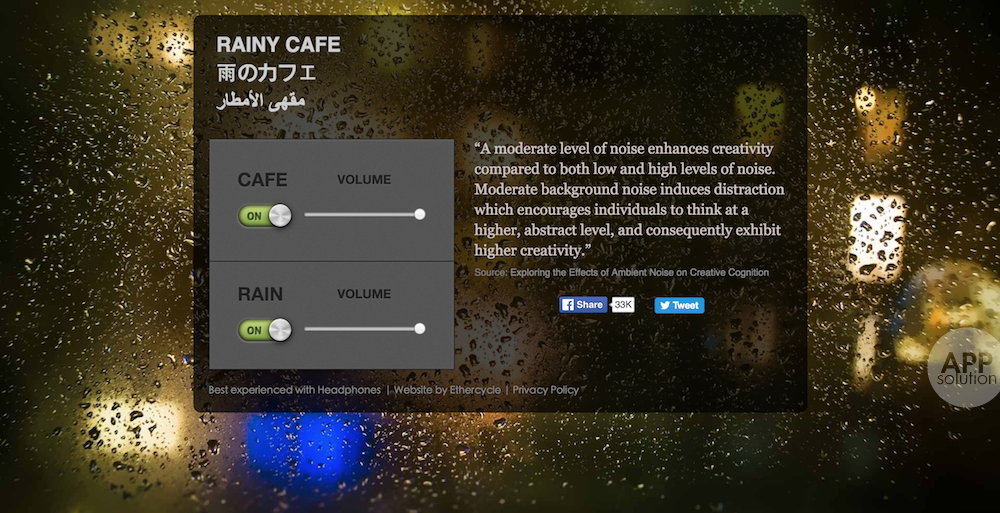 RAINY CAFE
雨のカフェ
مقهى الأمطار
CAFE
VOLUME
ON
RAIN
VOLUME
ON
“A moderate level of noise enhances creativity
compared to both low and high levels of noise.
Moderate background noise induces distraction
which encourages individuals to think at a
higher, abstract level, and consequently exhibit
higher creativity.”
Source: Exploring the Effects of Ambient Noise on Creative Cognition
Share 33K Tweet
Best experienced with Headphones | Website by Ethercycle | Privacy Policy
APP
solution